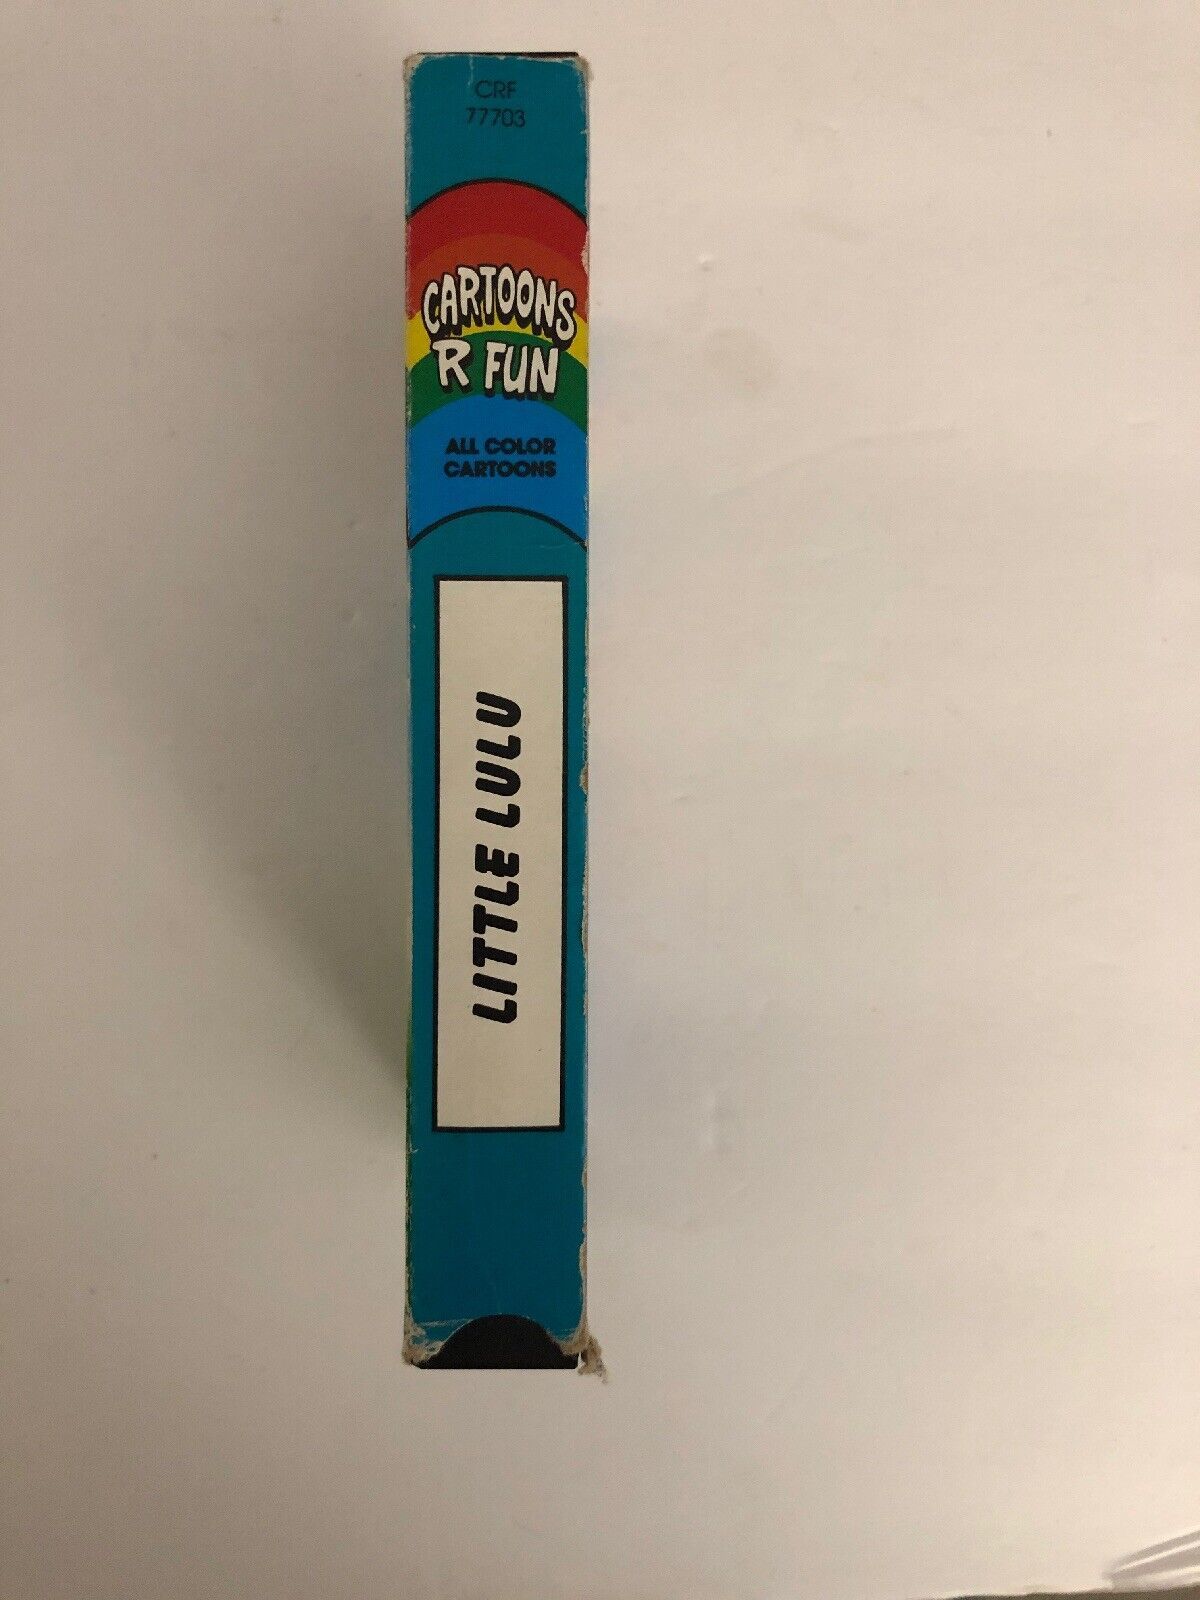 CRF
77703
CARTOONS
R FUN
ALL COLOR
CARTOONS
LITTLE LULU